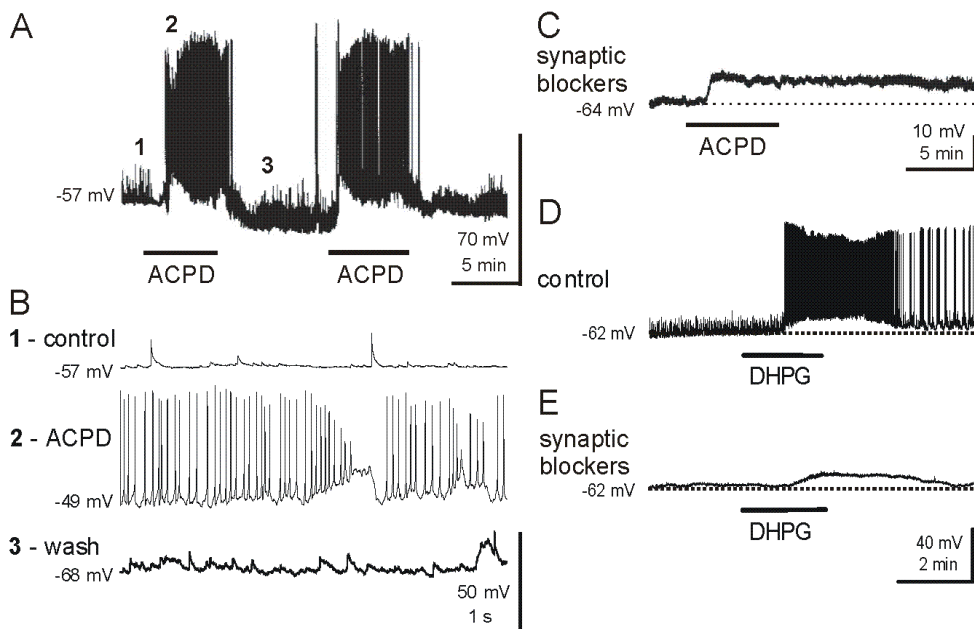 A
1
2
3
-57 mV
ACPD
ACPD
70 mV
5 min
B
1 - control
-57 mV
2 - ACPD
-49 mV
3 - wash
-68 mV
50 mV
1 s
C
synaptic
blockers
-64 mV
ACPD
10 mV
5 min
D
control
-62 mV
DHPG
E
synaptic
blockers
-62 mV
DHPG
40 mV
2 min